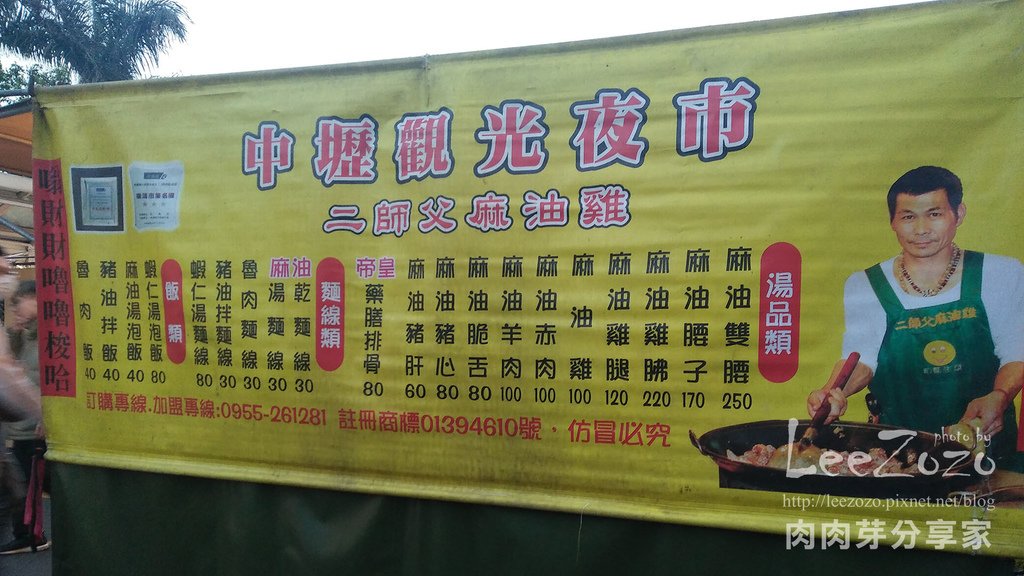 中壢觀光夜市
二師父麻油雞
湯品類
麻油雙腰 250
麻油腰子 170
麻油雞胇 220
麻油雞腿 120
麻油雞 100
麻油赤肉 100
麻油羊肉 100
麻油脆舌 80
麻油豬心 80
麻油豬肝 60
帝皇藥膳排骨 80
麵線類
麻油
乾麵線 30
湯麵線 30
魯肉麵線 30
豬油拌麵線 30
蝦仁湯麵線 80
飯類
蝦仁湯泡飯 80
麻油湯泡飯 40
豬油拌飯 40
魯肉飯 40
財財嚕嚕梭哈
訂購專線.加盟專線:0955-261281 註冊商標01394610號，仿冒必究
二師父麻油雞
photo by
LeeZozo
http://leezozo.pixnet.net/blog
肉肉芽分享家